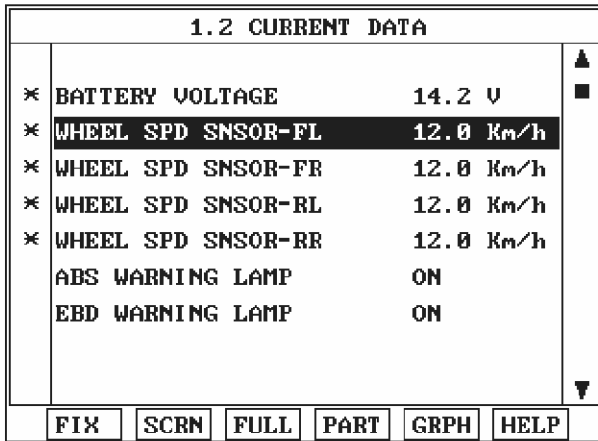 1.2 CURRENT DATA
* BATTERY VOLTAGE 14.2 V
* WHEEL SPD SNSOR-FL 12.0 Km/h
* WHEEL SPD SNSOR-FR 12.0 Km/h
* WHEEL SPD SNSOR-RL 12.0 Km/h
* WHEEL SPD SNSOR-RR 12.0 Km/h
ABS WARNING LAMP ON
EBD WARNING LAMP ON
FIX SCRN FULL PART GRPH HELP